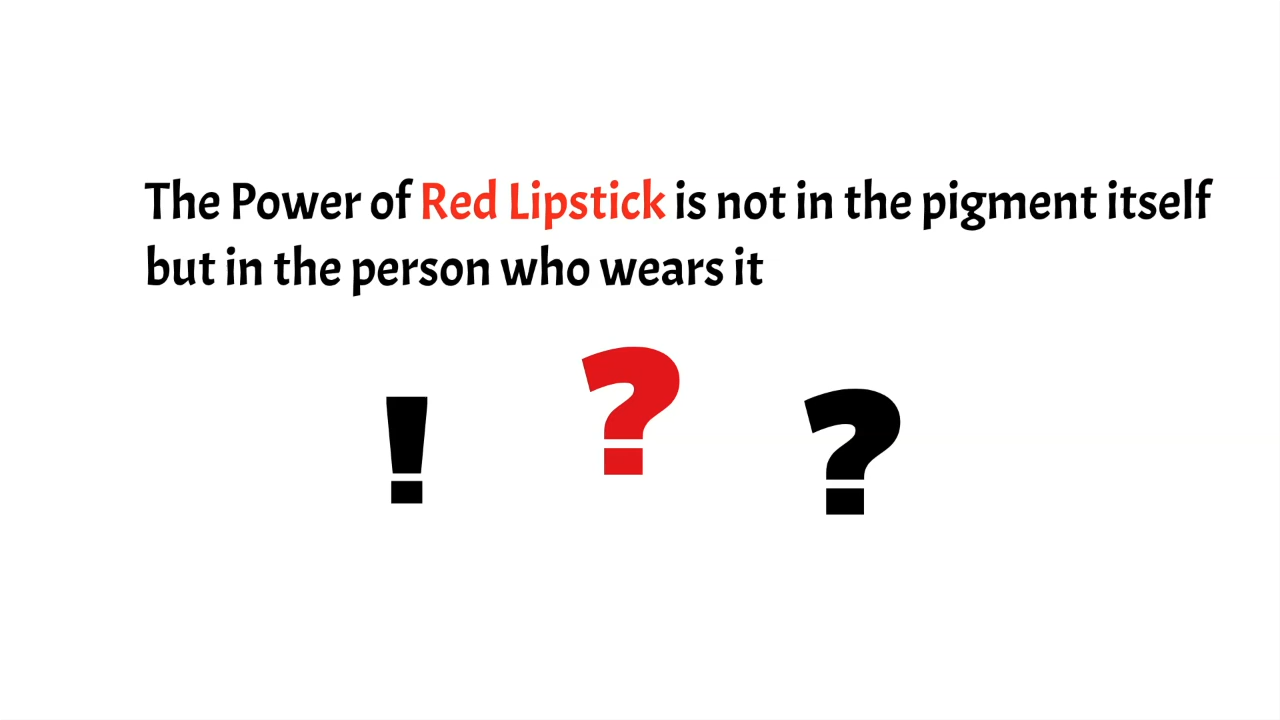 The Power of Red Lipstick is not in the pigment itself
but in the person who wears it
! ? ?